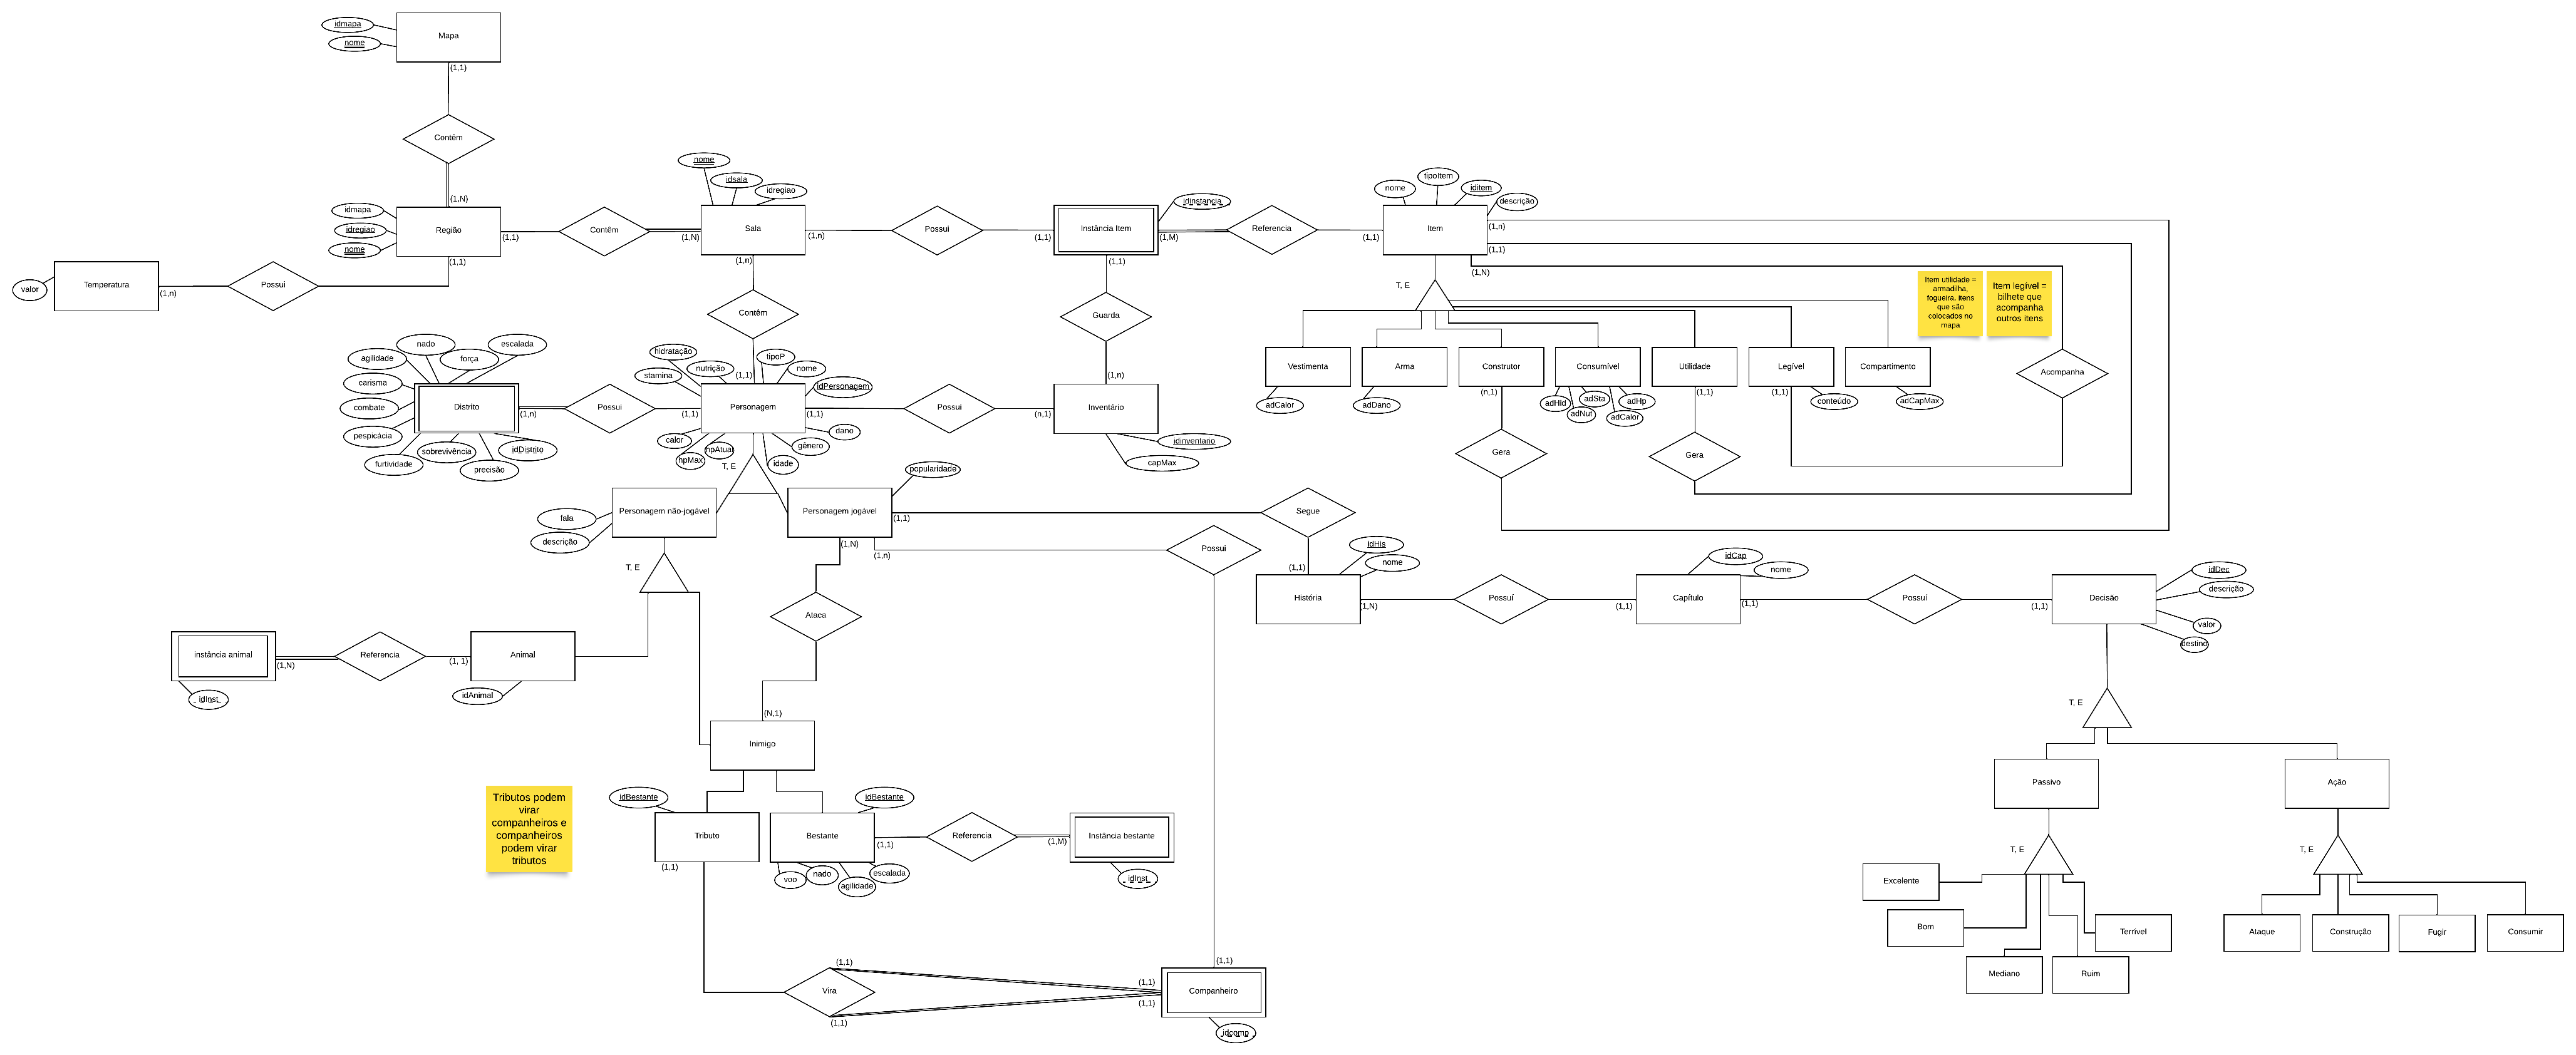 idmapa
nome
Mapa
(1,1)
Contêm
(1,N)
idmapa
idregiao
nome
Região
(1,1)
(1,1)
Contêm
(1,N)
nome
idsala
idregiao
Sala
(1,n)
(1,n)
Possui
(1,1)
Instância Item
idinstancia
(1,M)
(1,1)
Referencia
(1,1)
nome
tipoItem
iditem
descrição
Item
(1,n)
(1,1)
(1,N)
valor
Temperatura
(1,n)
Possui
Contêm
Guarda
T, E
Item utilidade =
armadilha,
fogueira, itens
que são
colocados no
mapa
Item legível =
bilhete que
acompanha
outros itens
Acompanha
Vestimenta
Arma
Construtor
Consumível
Utilidade
Legível
Compartimento
adCalor
adDano
(n,1)
adHid
adNut
adSta
adCalor
adHp
(1,1)
(1,1)
conteúdo
adCapMax
Gera
Gera
nado
escalada
agilidade
força
carisma
combate
pespicácia
furtividade
sobrevivência
precisão
idDistrito
Distrito
(1,n)
Possui
(1,1)
hidratação
nutrição
stamina
(1,1)
tipoP
nome
idPersonagem
Personagem
(1,1)
calor
hpMax
hpAtual
idade
gênero
dano
Possui
(n,1)
(1,n)
Inventário
idinventario
capMax
T, E
popularidade
Personagem não-jogável
fala
descrição
Personagem jogável
(1,1)
(1,N)
(1,n)
Segue
Possui
(1,1)
idHis
nome
História
(1,N)
Possuí
(1,1)
idCap
nome
Capítulo
(1,1)
Possuí
(1,1)
idDec
descrição
valor
destino
Decisão
T, E
Ataca
instância animal
(1,N)
idInst
Referencia
(1, 1)
Animal
idAnimal
(N,1)
Inimigo
T, E
Passivo
Ação
Tributos podem
virar
companheiros e
companheiros
podem virar
tributos
idBestante
Tributo
(1,1)
idBestante
Bestante
(1,1)
voo
nado
agilidade
escalada
Referencia
(1,M)
Instância bestante
idInst
T, E
T, E
Excelente
Bom
Mediano
Ruim
Terrível
Ataque
Construção
Fugir
Consumir
(1,1)
Vira
(1,1)
(1,1)
(1,1)
(1,1)
Companheiro
idcomp